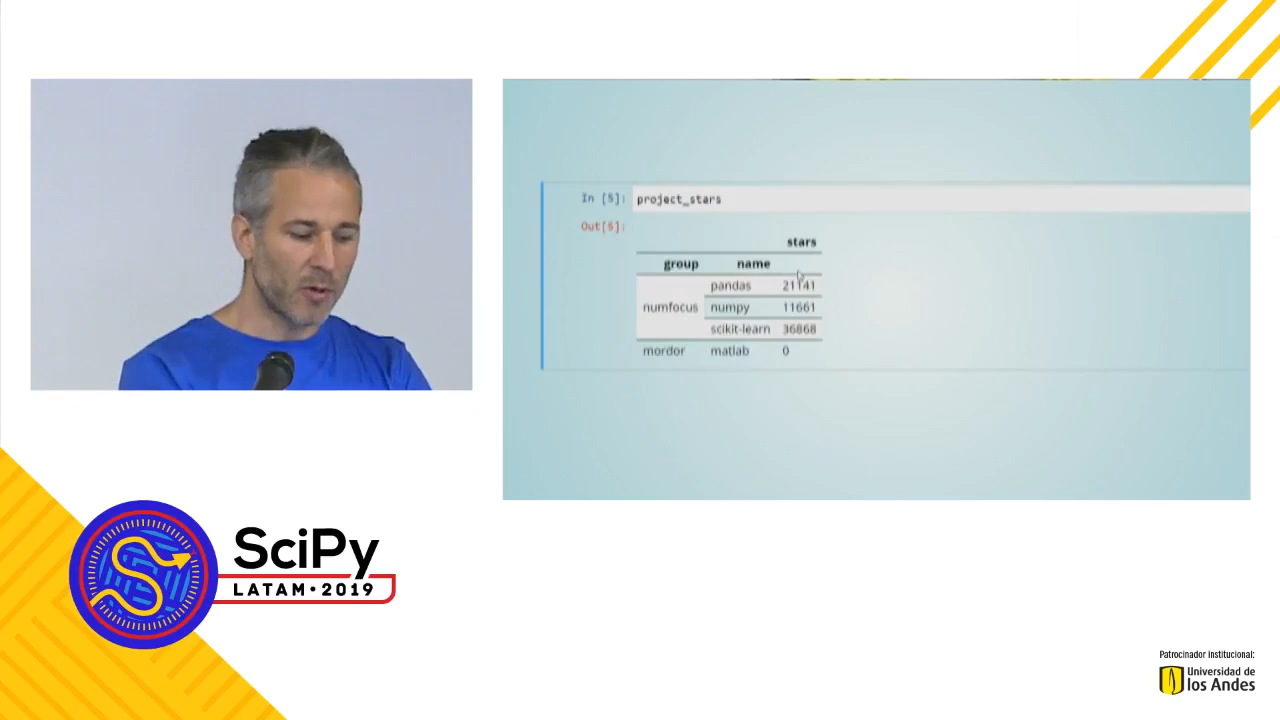 In [5]: project_stars
Out[5]:
stars
group name
pandas 21141
numfocus numpy 11661
scikit-learn 36868
mordor matlab 0
SciPy
LATAM • 2019
Patrocinador Institucional:
Universidad de
los Andes